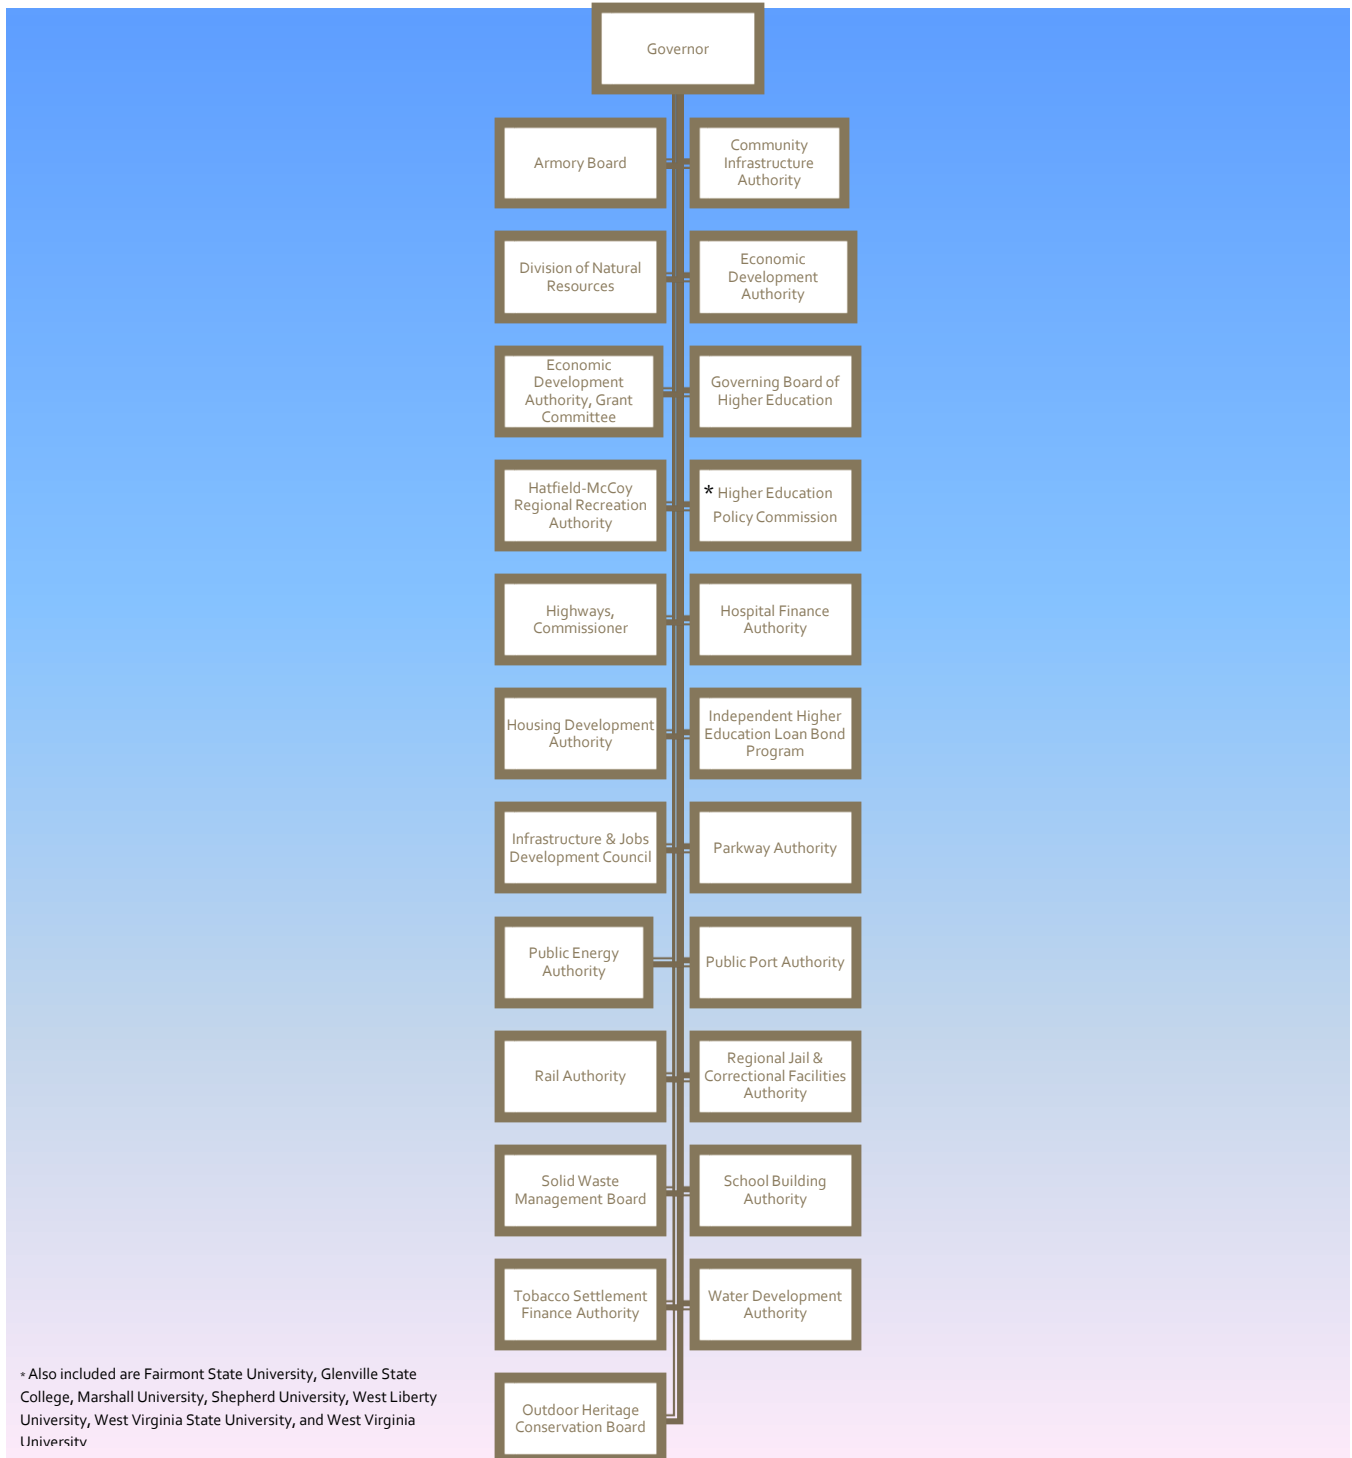 Governor
Armory Board
Community
Infrastructure
Authority
Division of Natural
Resources
Economic
Development
Authority
Economic
Development
Authority, Grant
Committee
Governing Board of
Higher Education
Hatfield-McCoy
Regional Recreation
Authority
* Higher Education
Policy Commission
Highways,
Commissioner
Hospital Finance
Authority
Housing Development
Authority
Independent Higher
Education Loan Bond
Program
Infrastructure & Jobs
Development Council
Parkway Authority
Public Energy
Authority
Public Port Authority
Rail Authority
Regional Jail &
Correctional Facilities
Authority
Solid Waste
Management Board
School Building
Authority
Tobacco Settlement
Finance Authority
Water Development
Authority
Outdoor Heritage
Conservation Board
* Also included are Fairmont State University, Glenville State
College, Marshall University, Shepherd University, West Liberty
University, West Virginia State University, and West Virginia
University